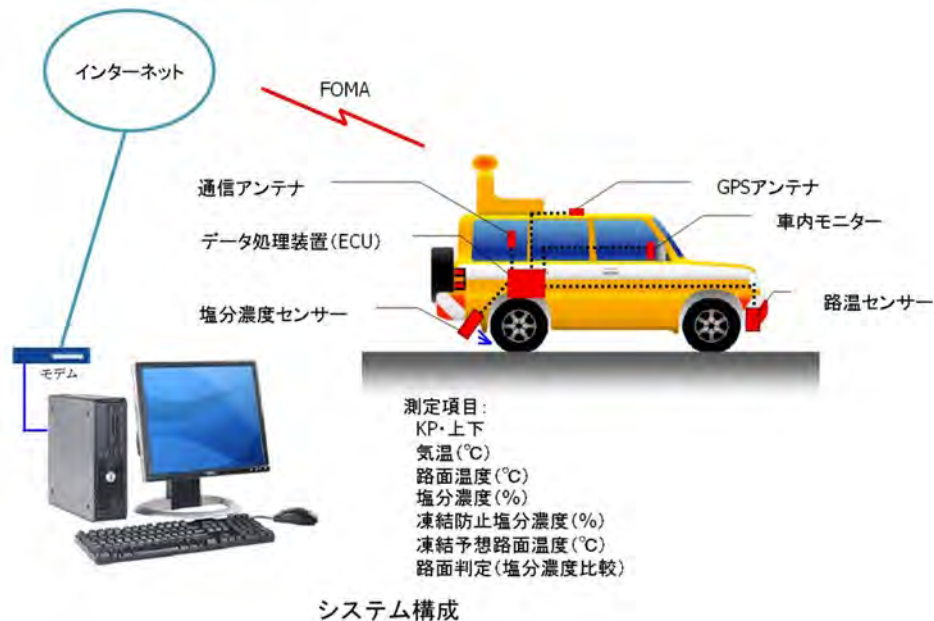 インターネット
FOMA
通信アンテナ
GPSアンテナ
車内モニター
データ処理装置(ECU)
塩分濃度センサー
路温センサー
モデム
測定項目:
KP・上下
気温(℃)
路面温度(℃)
塩分濃度(%)
凍結防止塩分濃度(%)
凍結予想路面温度(℃)
路面判定(塩分濃度比較)
システム構成